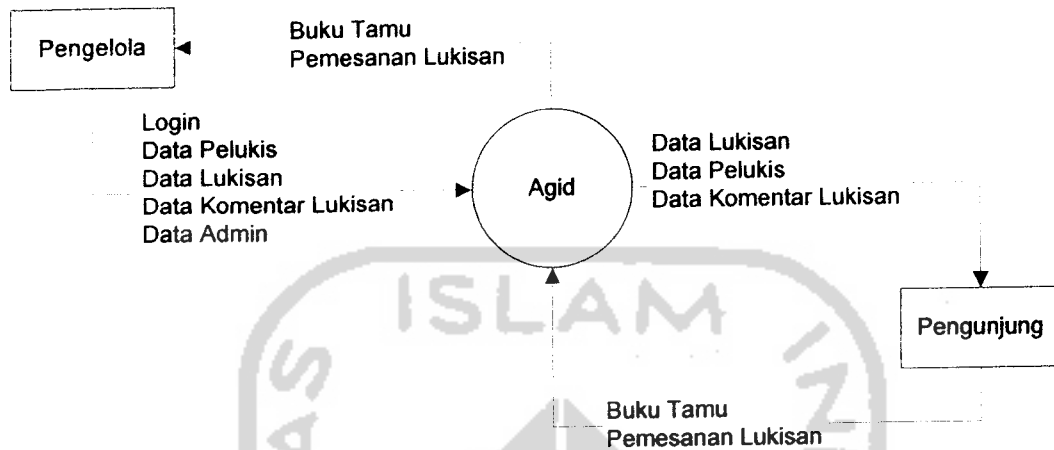 Buku Tamu
Pemesanan Lukisan
Pengelola
Login
Data Pelukis
Data Lukisan
Data Komentar Lukisan
Data Admin
Agid
Data Lukisan
Data Pelukis
Data Komentar Lukisan
ISLAM
Pengunjung
Buku Tamu
Pemesanan Lukisan